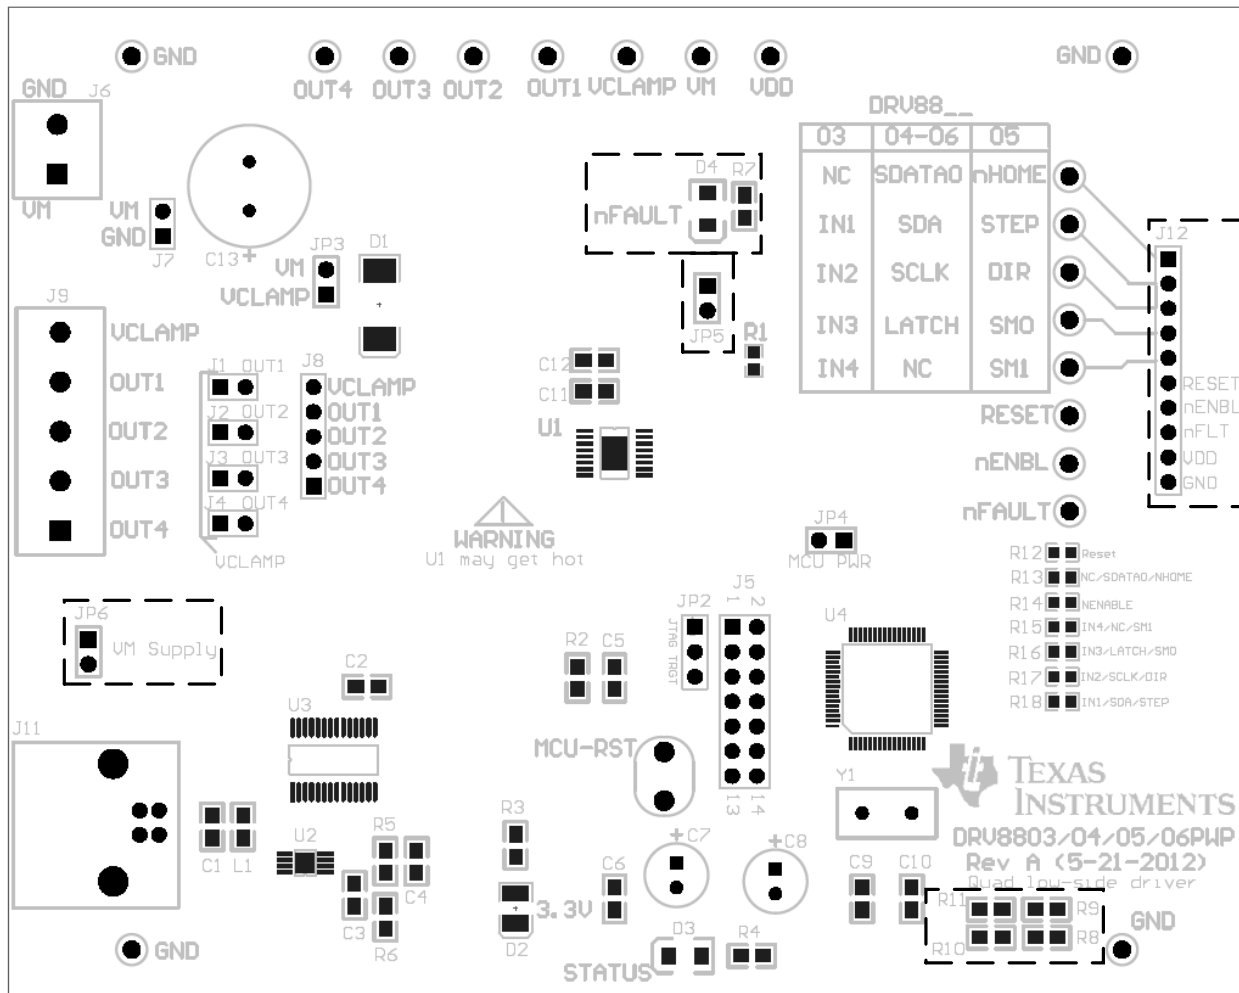 GND
OUT4 OUT3 OUT2 OUT1 VCLAMP VM VDD
GND
GND J6
VM
VM
GND
J7
C13 +
JP3
VM
VCLAMP
D1
nFAULT
D4 R7
JP5
R1
DRV88__
03 04-06 05
NC SDATAO nHOME
IN1 SDA STEP
IN2 SCLK DIR
IN3 LATCH SM0
IN4 NC SM1
RESET
nENBL
nFAULT
J12
RESET
nENBL
nFLT
VDD
GND
J9
VCLAMP
OUT1
OUT2
OUT3
OUT4
J1 OUT1
J2 OUT2
J3 OUT3
J4 OUT4
VCLAMP
J8
VCLAMP
OUT1
OUT2
OUT3
OUT4
C12
C11
U1
WARNING
U1 may get hot
JP4
MCU PWR
R12 Reset
R13 NC/SDATAO/NHOME
R14 NENABLE
R15 IN4/NC/SM1
R16 IN3/LATCH/SM0
R17 IN2/SCLK/DIR
R18 IN1/SDA/STEP
JP6
VM Supply
J11
C2
U3
R2 C5
JP2
JTAG TRGT
J5
1 2
13 14
U4
MCU-RST
Y1
TEXAS
INSTRUMENTS
DRV8803/04/05/06PWP
Rev A (5-21-2012)
Quad low-side driver
C1 L1
U2
R5
C4
C3
R6
R3
D2
3.3V
C6
+ C7
+ C8
D3
R4
STATUS
C9 C10
R11 R9
R10 R8
GND
GND